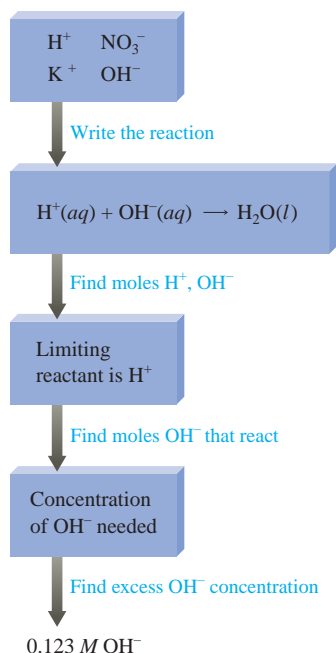 H⁺ NO₃⁻
K⁺ OH⁻
Write the reaction
H⁺(aq) + OH⁻(aq) ⟶ H₂O(l)
Find moles H⁺, OH⁻
Limiting
reactant is H⁺
Find moles OH⁻ that react
Concentration
of OH⁻ needed
Find excess OH⁻ concentration
0.123 M OH⁻